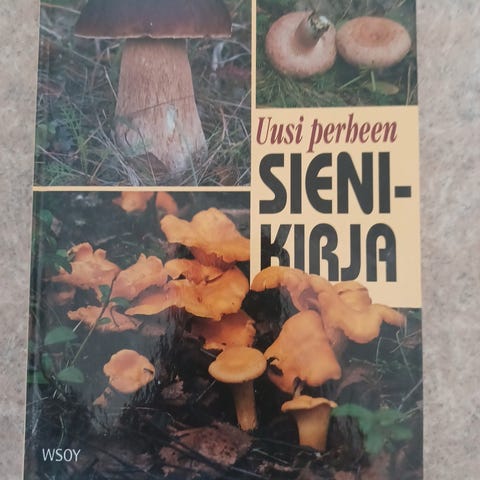 Uusi perheen
SIENI-
KIRJA
WSOY